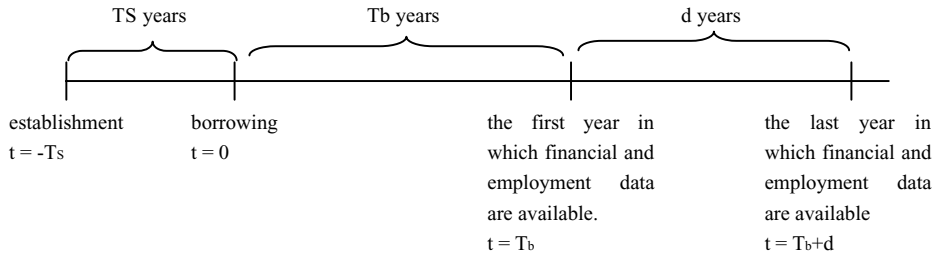 TS years Tb years d years
establishment
t = -Ts
borrowing
t = 0
the first year in
which financial and
employment data
are available.
t = Tb
the last year in
which financial and
employment data
are available
t = Tb+d